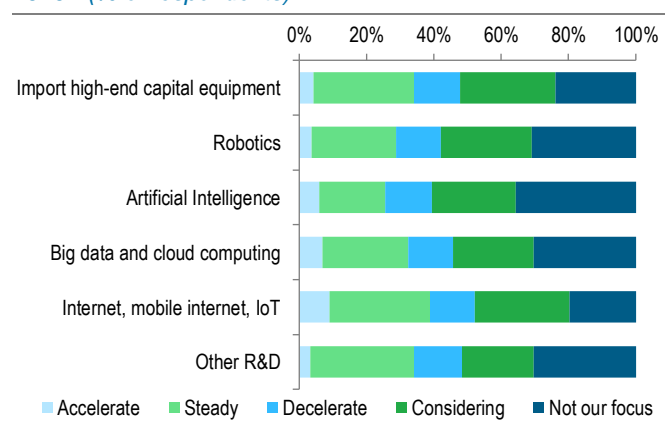 0% 20% 40% 60% 80% 100%
Import high-end capital equipment
Robotics
Artificial Intelligence
Big data and cloud computing
Internet, mobile internet, IoT
Other R&D
Accelerate Steady Decelerate Considering Not our focus